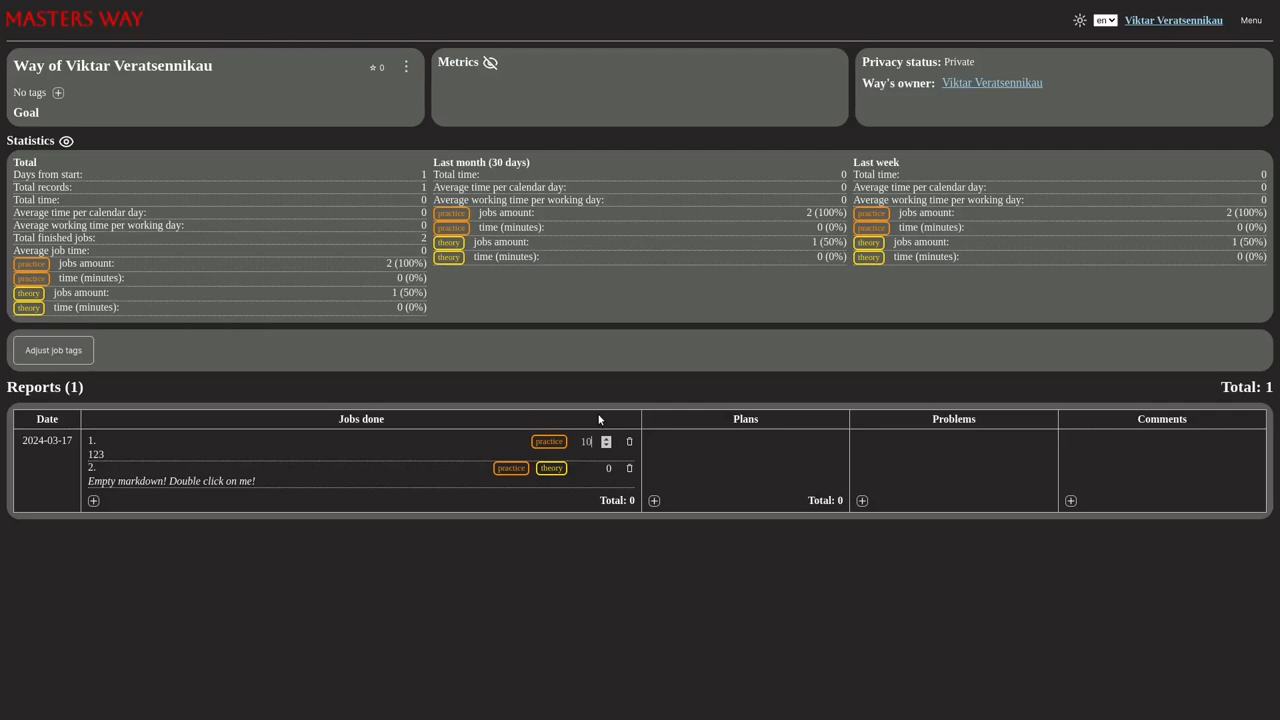 MASTERS WAY
en Viktar Veratsennikau Menu
Way of Viktar Veratsennikau
0
No tags
Goal
Metrics
Privacy status: Private
Way's owner: Viktar Veratsennikau
Statistics
Total
Days from start: 1
Total records: 1
Total time: 0
Average time per calendar day: 0
Average working time per working day: 0
Total finished jobs: 2
Average job time: 0
practice jobs amount: 2 (100%)
practice time (minutes): 0 (0%)
theory jobs amount: 1 (50%)
theory time (minutes): 0 (0%)
Last month (30 days)
Total time: 0
Average time per calendar day: 0
Average working time per working day: 0
practice jobs amount: 2 (100%)
practice time (minutes): 0 (0%)
theory jobs amount: 1 (50%)
theory time (minutes): 0 (0%)
Last week
Total time: 0
Average time per calendar day: 0
Average working time per working day: 0
practice jobs amount: 2 (100%)
practice time (minutes): 0 (0%)
theory jobs amount: 1 (50%)
theory time (minutes): 0 (0%)
Adjust job tags
Reports (1) Total: 1
Date Jobs done Plans Problems Comments
2024-03-17 1. practice 10
123
2. practice theory 0
Empty markdown! Double click on me!
Total: 0 Total: 0